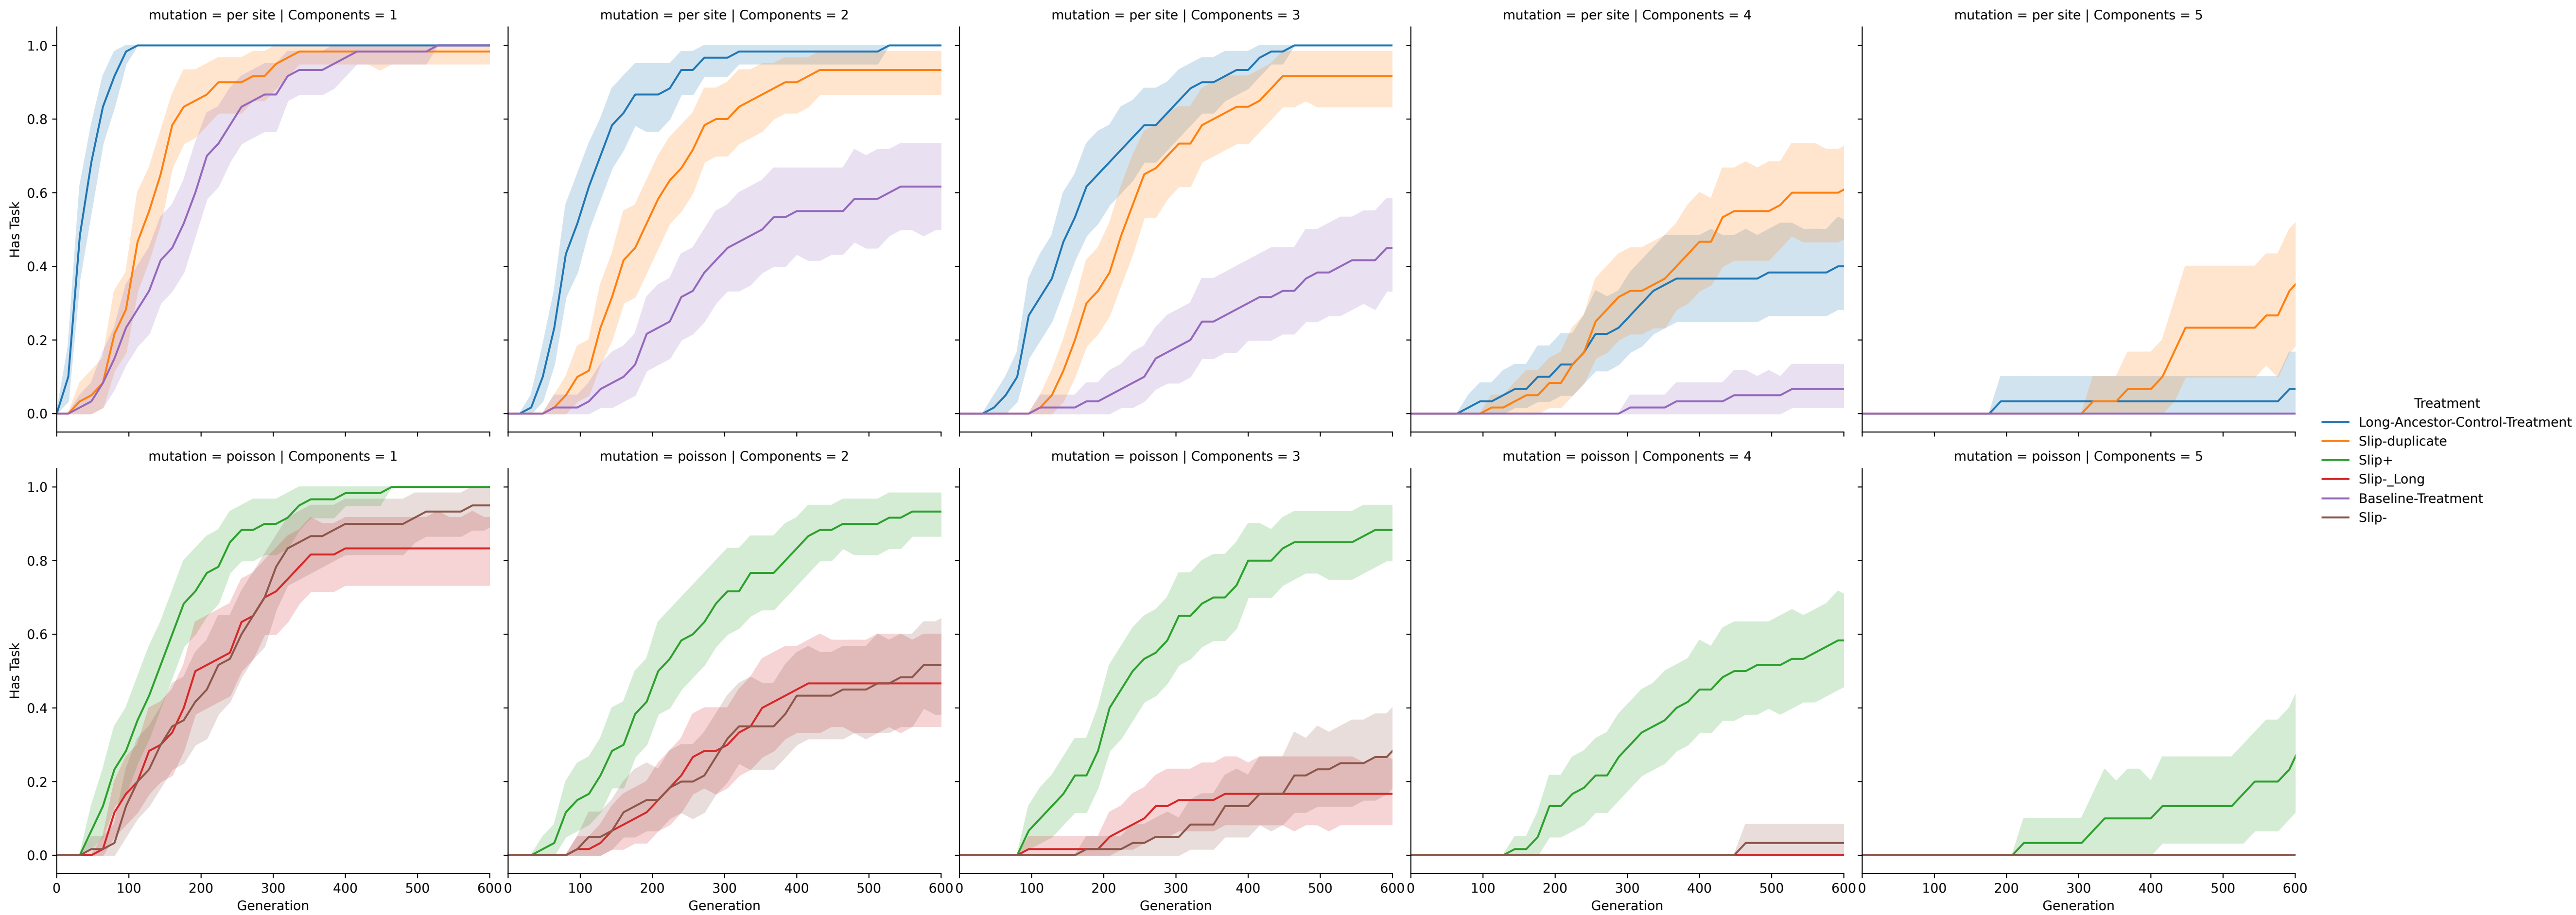 mutation = per site | Components = 1
mutation = per site | Components = 2
mutation = per site | Components = 3
mutation = per site | Components = 4
mutation = per site | Components = 5
1.0
0.8
0.6
0.4
0.2
0.0
Has Task
Treatment
Long-Ancestor-Control-Treatment
Slip-duplicate
Slip+
Slip-_Long
Baseline-Treatment
Slip-
mutation = poisson | Components = 1
mutation = poisson | Components = 2
mutation = poisson | Components = 3
mutation = poisson | Components = 4
mutation = poisson | Components = 5
1.0
0.8
0.6
0.4
0.2
0.0
Has Task
0 100 200 300 400 500 600
0 100 200 300 400 500 600
0 100 200 300 400 500 600
0 100 200 300 400 500 600
0 100 200 300 400 500 600
Generation
Generation
Generation
Generation
Generation